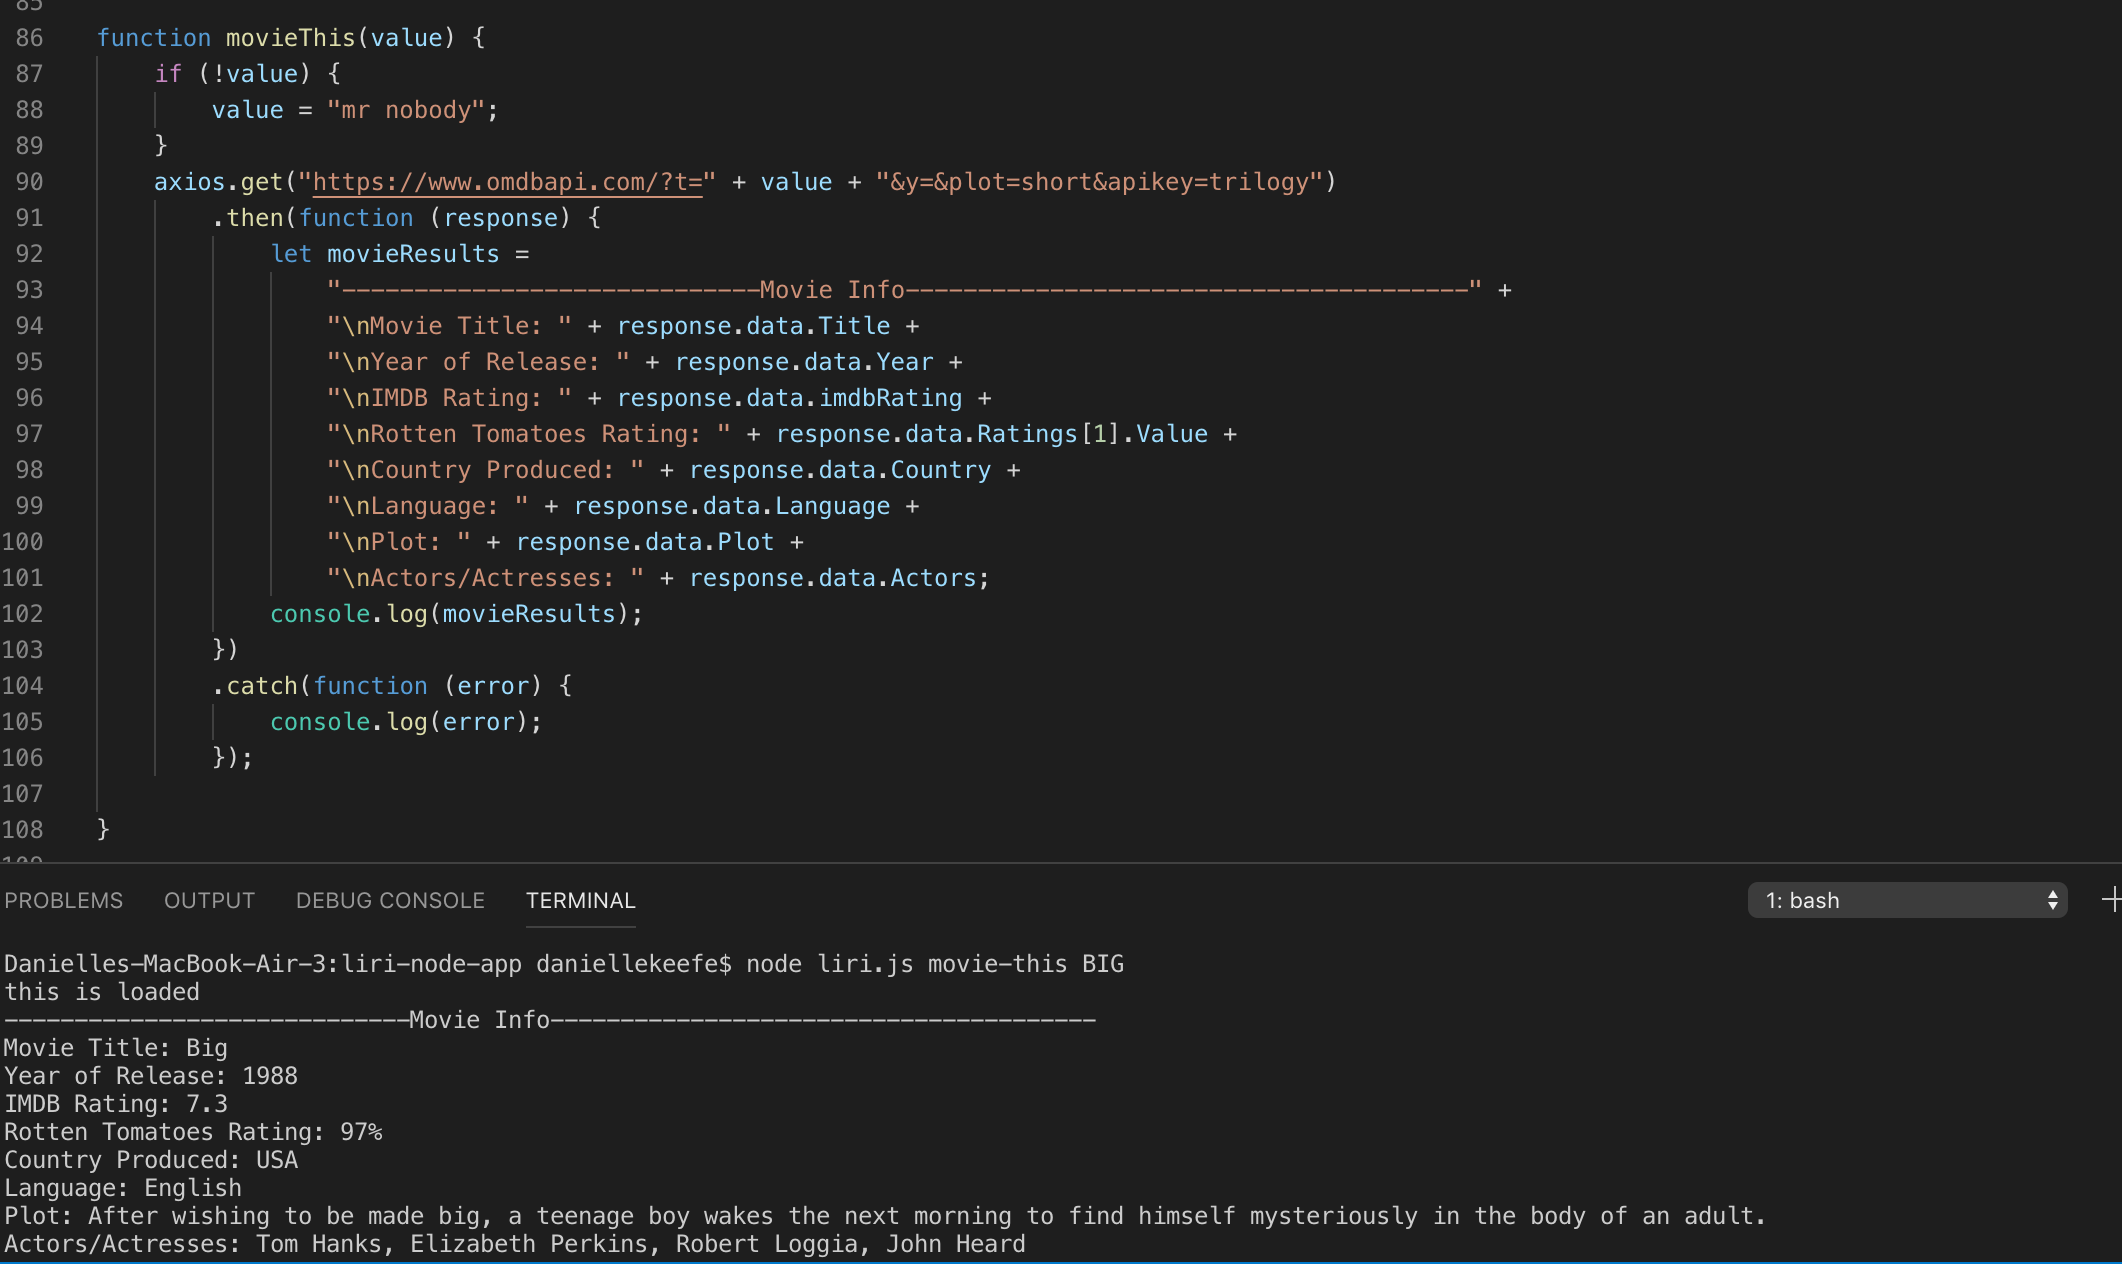 85
86 function movieThis(value) {
87 if (!value) {
88 value = "mr nobody";
89 }
90 axios.get("https://www.omdbapi.com/?t=" + value + "&y=&plot=short&apikey=trilogy")
91 .then(function (response) {
92 let movieResults =
93 "-----------------------------Movie Info---------------------------------------" +
94 "\nMovie Title: " + response.data.Title +
95 "\nYear of Release: " + response.data.Year +
96 "\nIMDB Rating: " + response.data.imdbRating +
97 "\nRotten Tomatoes Rating: " + response.data.Ratings[1].Value +
98 "\nCountry Produced: " + response.data.Country +
99 "\nLanguage: " + response.data.Language +
100 "\nPlot: " + response.data.Plot +
101 "\nActors/Actresses: " + response.data.Actors;
102 console.log(movieResults);
103 })
104 .catch(function (error) {
105 console.log(error);
106 });
107
108 }
109
PROBLEMS OUTPUT DEBUG CONSOLE TERMINAL 1: bash
Danielles-MacBook-Air-3:liri-node-app daniellekeefe$ node liri.js movie-this BIG
this is loaded
-----------------------------Movie Info---------------------------------------
Movie Title: Big
Year of Release: 1988
IMDB Rating: 7.3
Rotten Tomatoes Rating: 97%
Country Produced: USA
Language: English
Plot: After wishing to be made big, a teenage boy wakes the next morning to find himself mysteriously in the body of an adult.
Actors/Actresses: Tom Hanks, Elizabeth Perkins, Robert Loggia, John Heard